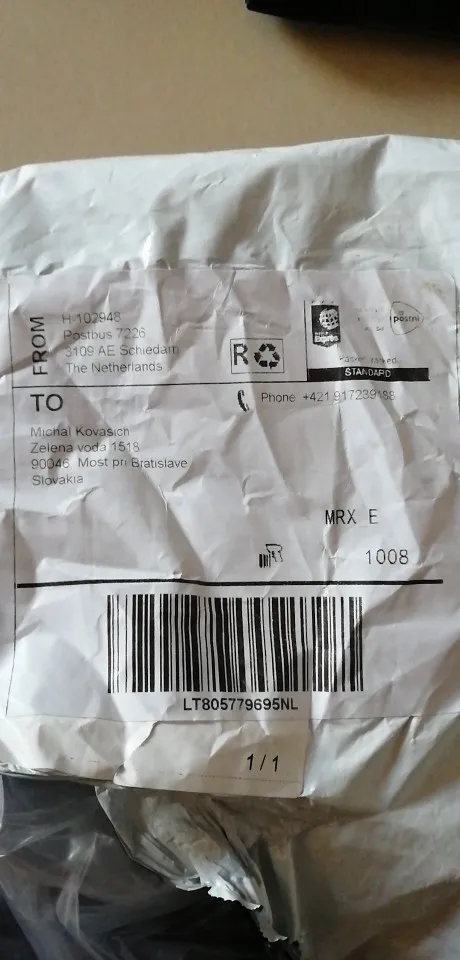 FROM
H-102948
Postbus 7226
3109 AE Schiedam
The Netherlands
R
postnl
STANDARD
TO
Phone +421 917239188
Michal Kovasich
Zelena voda 1518
90046 Most pri Bratislave
Slovakia
MRX E
1008
LT805779695NL
1/1